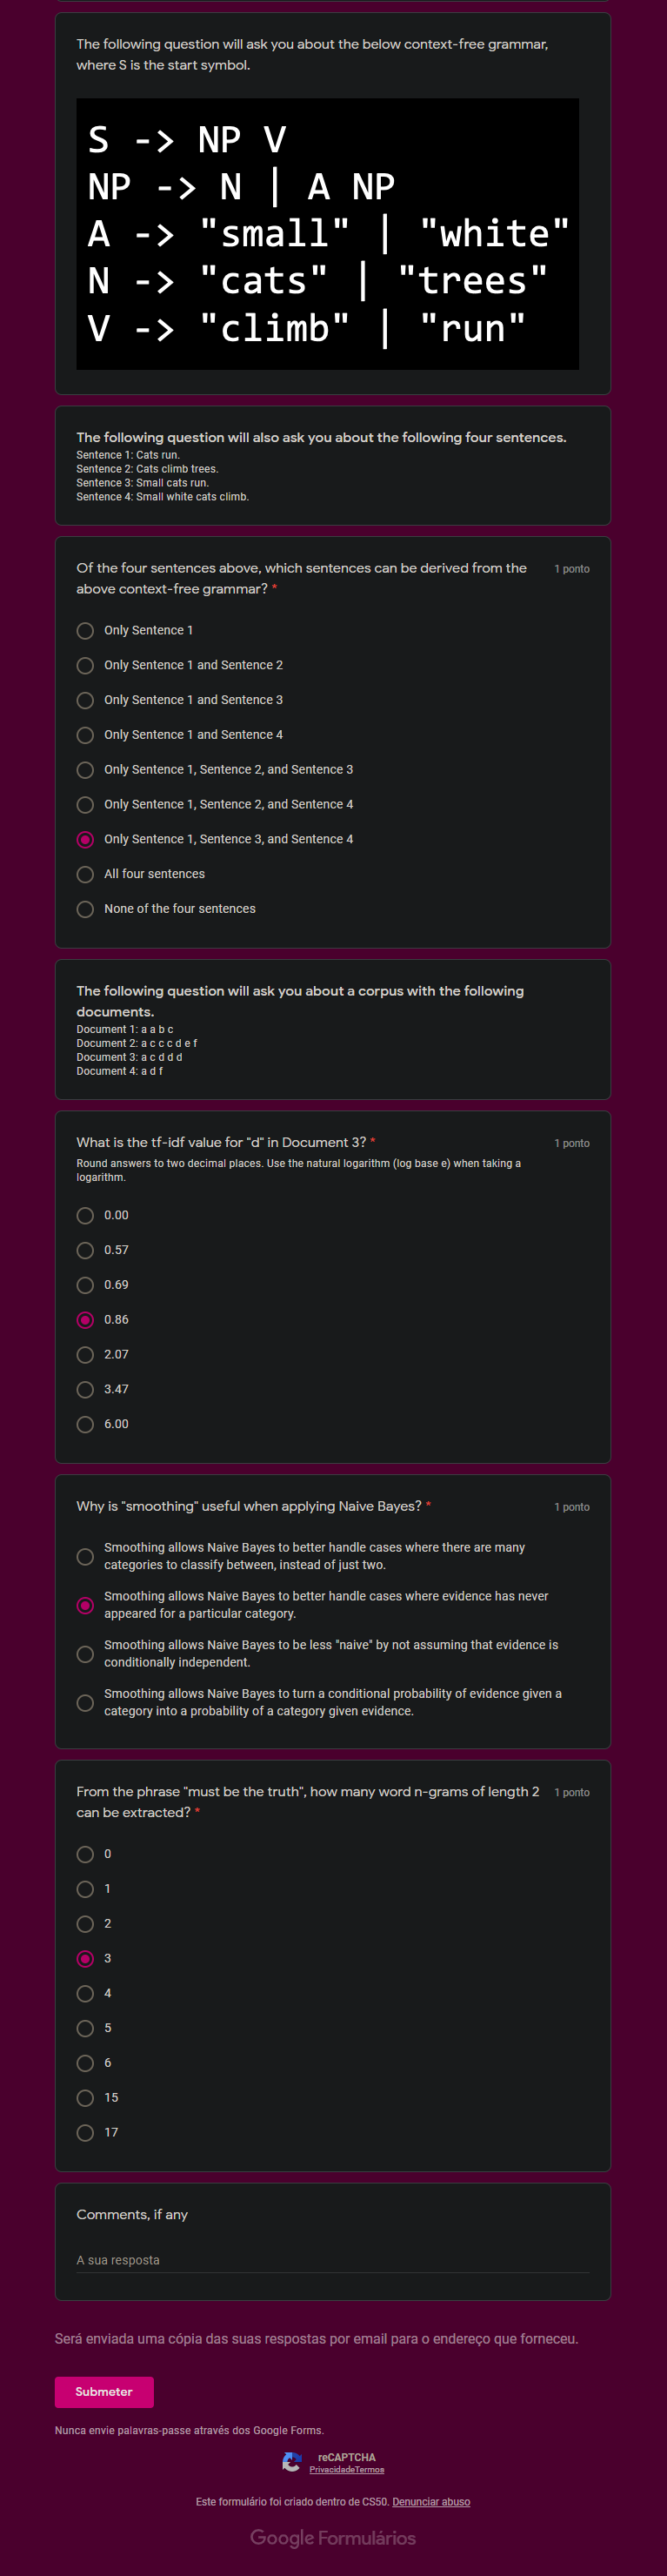 The following question will ask you about the below context-free grammar,
where S is the start symbol.
S -> NP V
NP -> N | A NP
A -> "small" | "white"
N -> "cats" | "trees"
V -> "climb" | "run"
The following question will also ask you about the following four sentences.
Sentence 1: Cats run.
Sentence 2: Cats climb trees.
Sentence 3: Small cats run.
Sentence 4: Small white cats climb.
Of the four sentences above, which sentences can be derived from the 1 ponto
above context-free grammar? *
Only Sentence 1
Only Sentence 1 and Sentence 2
Only Sentence 1 and Sentence 3
Only Sentence 1 and Sentence 4
Only Sentence 1, Sentence 2, and Sentence 3
Only Sentence 1, Sentence 2, and Sentence 4
Only Sentence 1, Sentence 3, and Sentence 4
All four sentences
None of the four sentences
The following question will ask you about a corpus with the following
documents.
Document 1: a a b c
Document 2: a c c c d e f
Document 3: a c d d d
Document 4: a d f
What is the tf-idf value for "d" in Document 3? * 1 ponto
Round answers to two decimal places. Use the natural logarithm (log base e) when taking a
logarithm.
0.00
0.57
0.69
0.86
2.07
3.47
6.00
Why is "smoothing" useful when applying Naive Bayes? * 1 ponto
Smoothing allows Naive Bayes to better handle cases where there are many
categories to classify between, instead of just two.
Smoothing allows Naive Bayes to better handle cases where evidence has never
appeared for a particular category.
Smoothing allows Naive Bayes to be less "naive" by not assuming that evidence is
conditionally independent.
Smoothing allows Naive Bayes to turn a conditional probability of evidence given a
category into a probability of a category given evidence.
From the phrase "must be the truth", how many word n-grams of length 2 1 ponto
can be extracted? *
0
1
2
3
4
5
6
15
17
Comments, if any
A sua resposta
Será enviada uma cópia das suas respostas por email para o endereço que forneceu.
Submeter
Nunca envie palavras-passe através dos Google Forms.
reCAPTCHA
PrivacidadeTermos
Este formulário foi criado dentro de CS50. Denunciar abuso
Google Formulários